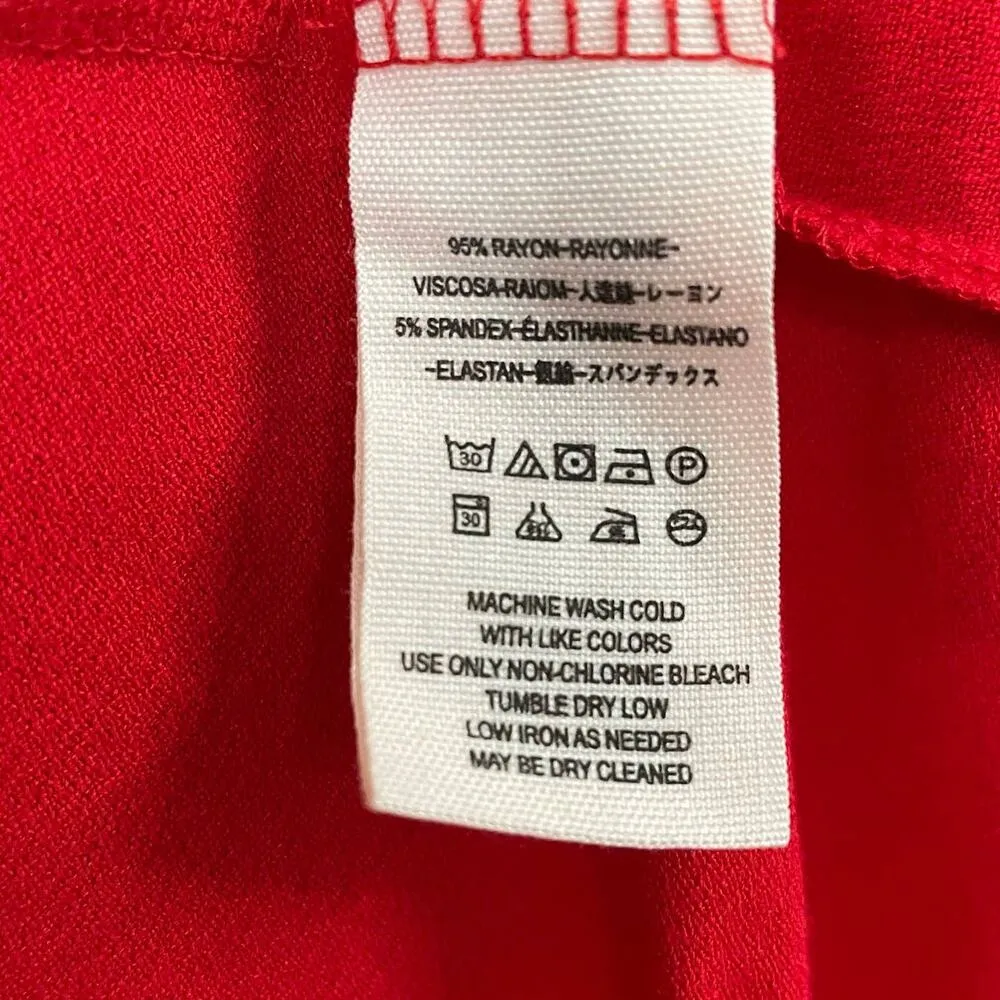 95% RAYON-RAYONNE-
VISCOSA-RAIOM-人造絲-レーヨン
5% SPANDEX-ÉLASTHANNE-ELASTANO
-ELASTAN-スパンデックス
30 P
30
MACHINE WASH COLD
WITH LIKE COLORS
USE ONLY NON-CHLORINE BLEACH
TUMBLE DRY LOW
LOW IRON AS NEEDED
MAY BE DRY CLEANED